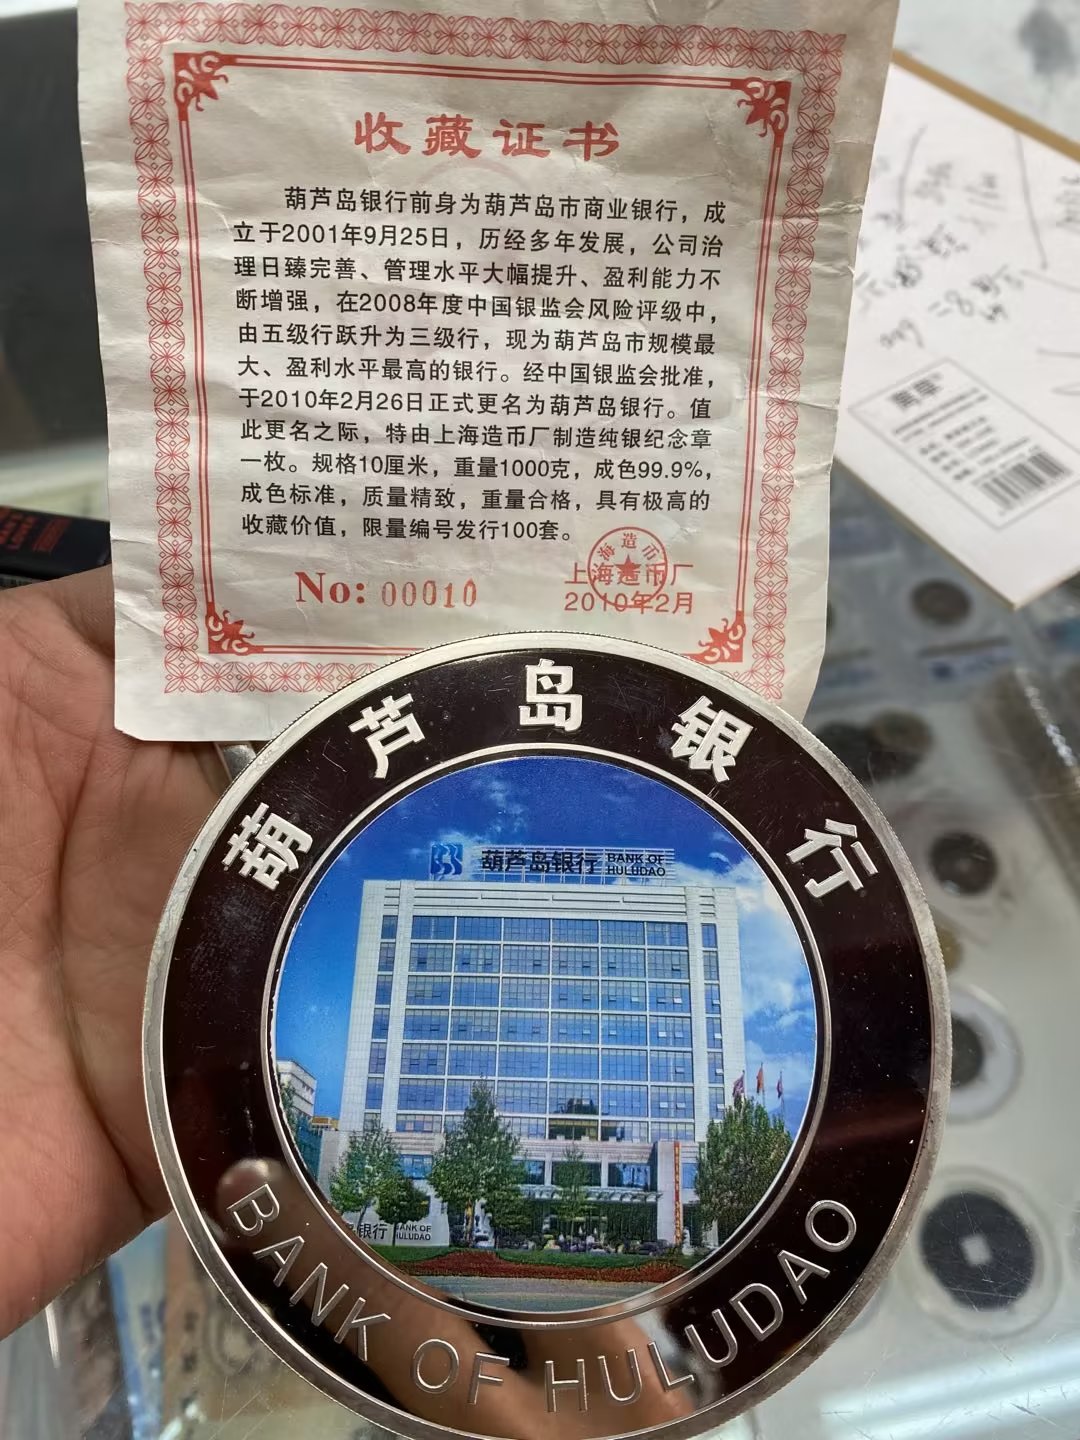 收藏证书
葫芦岛银行前身为葫芦岛市商业银行，成
立于2001年9月25日，历经多年发展，公司治
理日臻完善、管理水平大幅提升、盈利能力不
断增强，在2008年度中国银监会风险评级中，
由五级行跃升为三级行，现为葫芦岛市规模最
大、盈利水平最高的银行。经中国银监会批准，
于2010年2月26日正式更名为葫芦岛银行。值
此更名之际，特由上海造币厂制造纯银纪念章
一枚。规格10厘米，重量1000克，成色99.9%，
成色标准，质量精致，重量合格，具有极高的
收藏价值，限量编号发行100套。
No: 00010
上海造币厂
2010年2月
葫芦岛银行
葫芦岛银行 BANK OF
HULUDAO
银行 BANK OF
HULUDAO
BANK OF HULUDAO